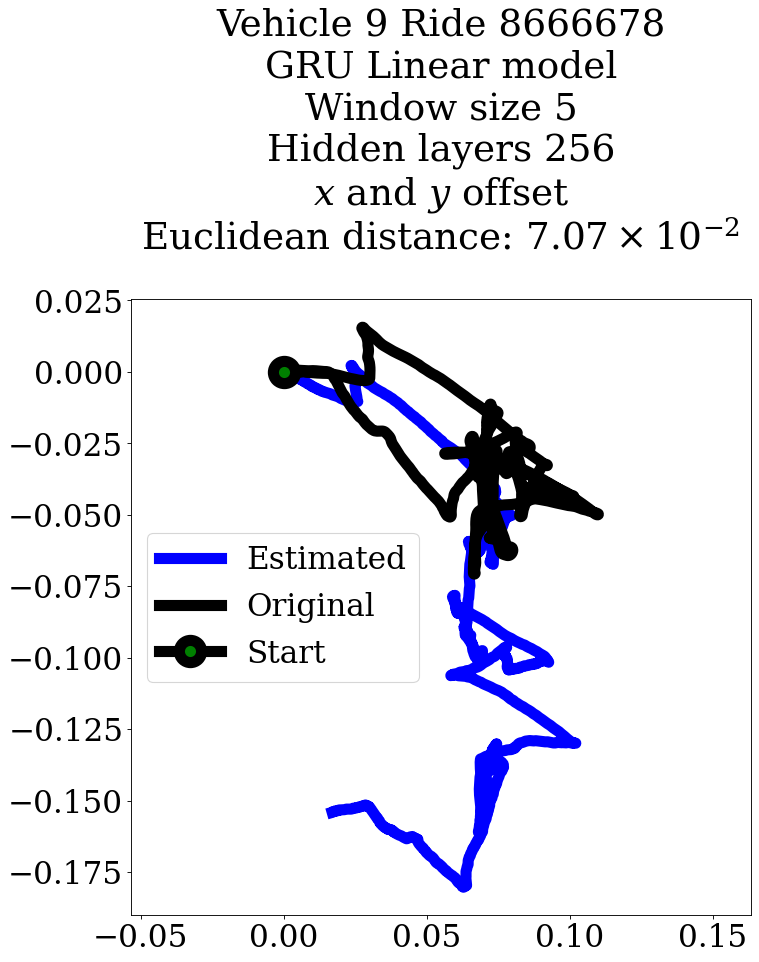 Vehicle 9 Ride 8666678
GRU Linear model
Window size 5
Hidden layers 256
x and y offset
Euclidean distance: 7.07 × 10⁻²
0.025
0.000
−0.025
−0.050
−0.075
−0.100
−0.125
−0.150
−0.175
Estimated
Original
Start
−0.05 0.00 0.05 0.10 0.15